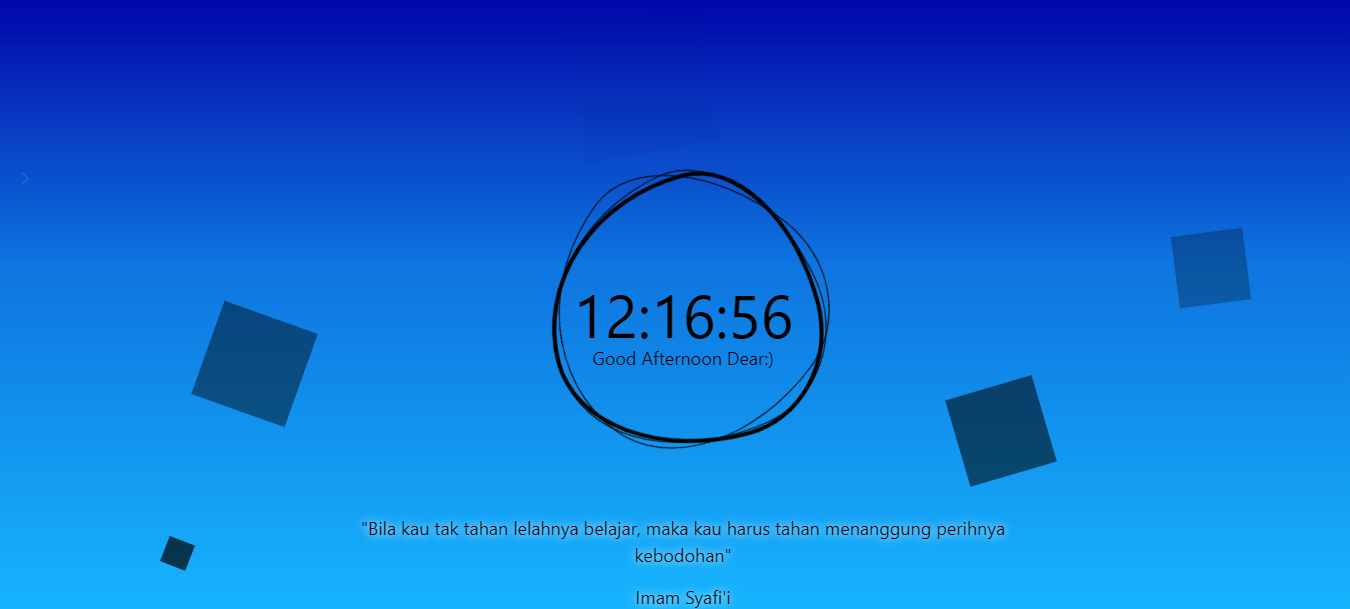 12:16:56
Good Afternoon Dear:)
"Bila kau tak tahan lelahnya belajar, maka kau harus tahan menanggung perihnya
kebodohan"
Imam Syafi'i